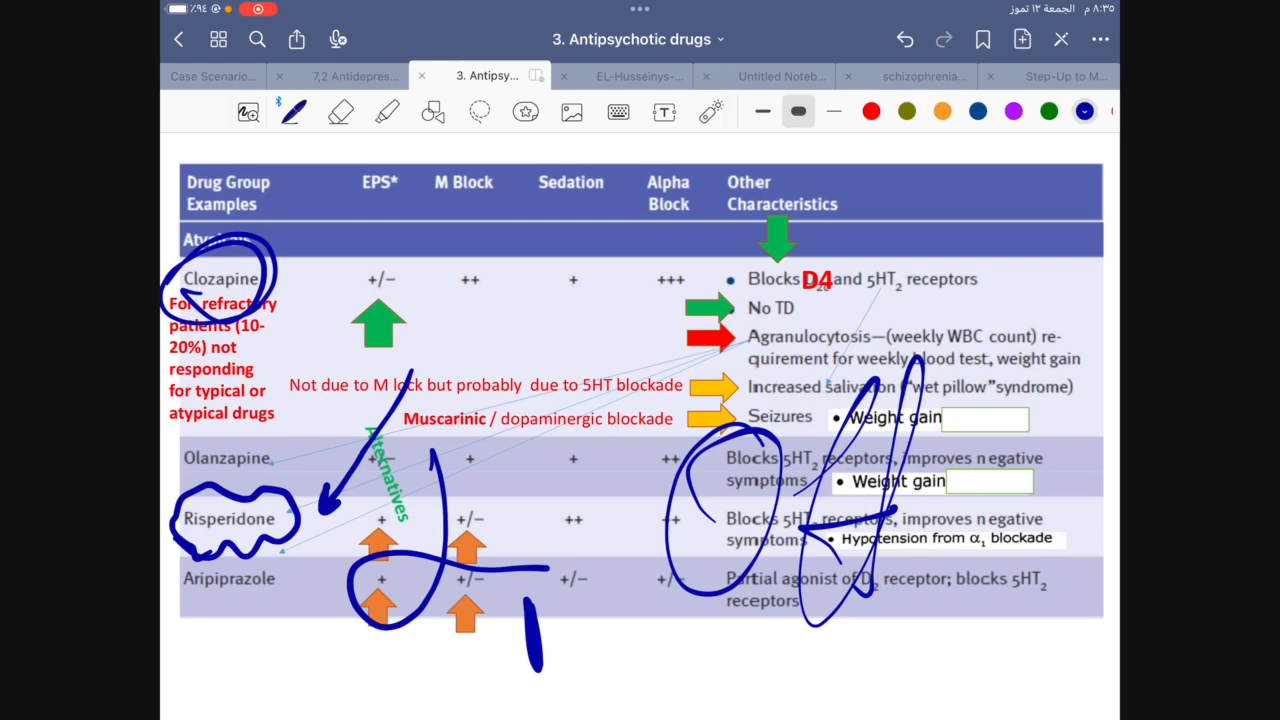 ٪٩٤
٨:٣٥ م الجمعة ١٢ تموز
3. Antipsychotic drugs
Case Scenario...
7,2 Antidepres...
3. Antipsy...
EL-Husseinys-...
Untitled Noteb...
schizophrenia...
Step-Up to M...
Drug Group Examples EPS* M Block Sedation Alpha Block Other Characteristics
Clozapine +/− ++ + +++ • Blocks D4 and 5HT2 receptors
For refractory patients (10-20%) not responding for typical or atypical drugs
No TD
Agranulocytosis—(weekly WBC count) re-
quirement for weekly blood test, weight gain
Not due to M lock but probably due to 5HT blockade
Increased salivation ("wet pillow" syndrome)
Muscarinic / dopaminergic blockade
Seizures • Weight gain
Alternatives
Olanzapine + + ++ Blocks 5HT2 receptors, improves negative
symptoms • Weight gain
Risperidone + +/− ++ ++ Blocks 5HT2 receptors, improves negative
symptoms • Hypotension from α1 blockade
Aripiprazole + +/− +/− +/− Partial agonist of D2 receptor; blocks 5HT2
receptors